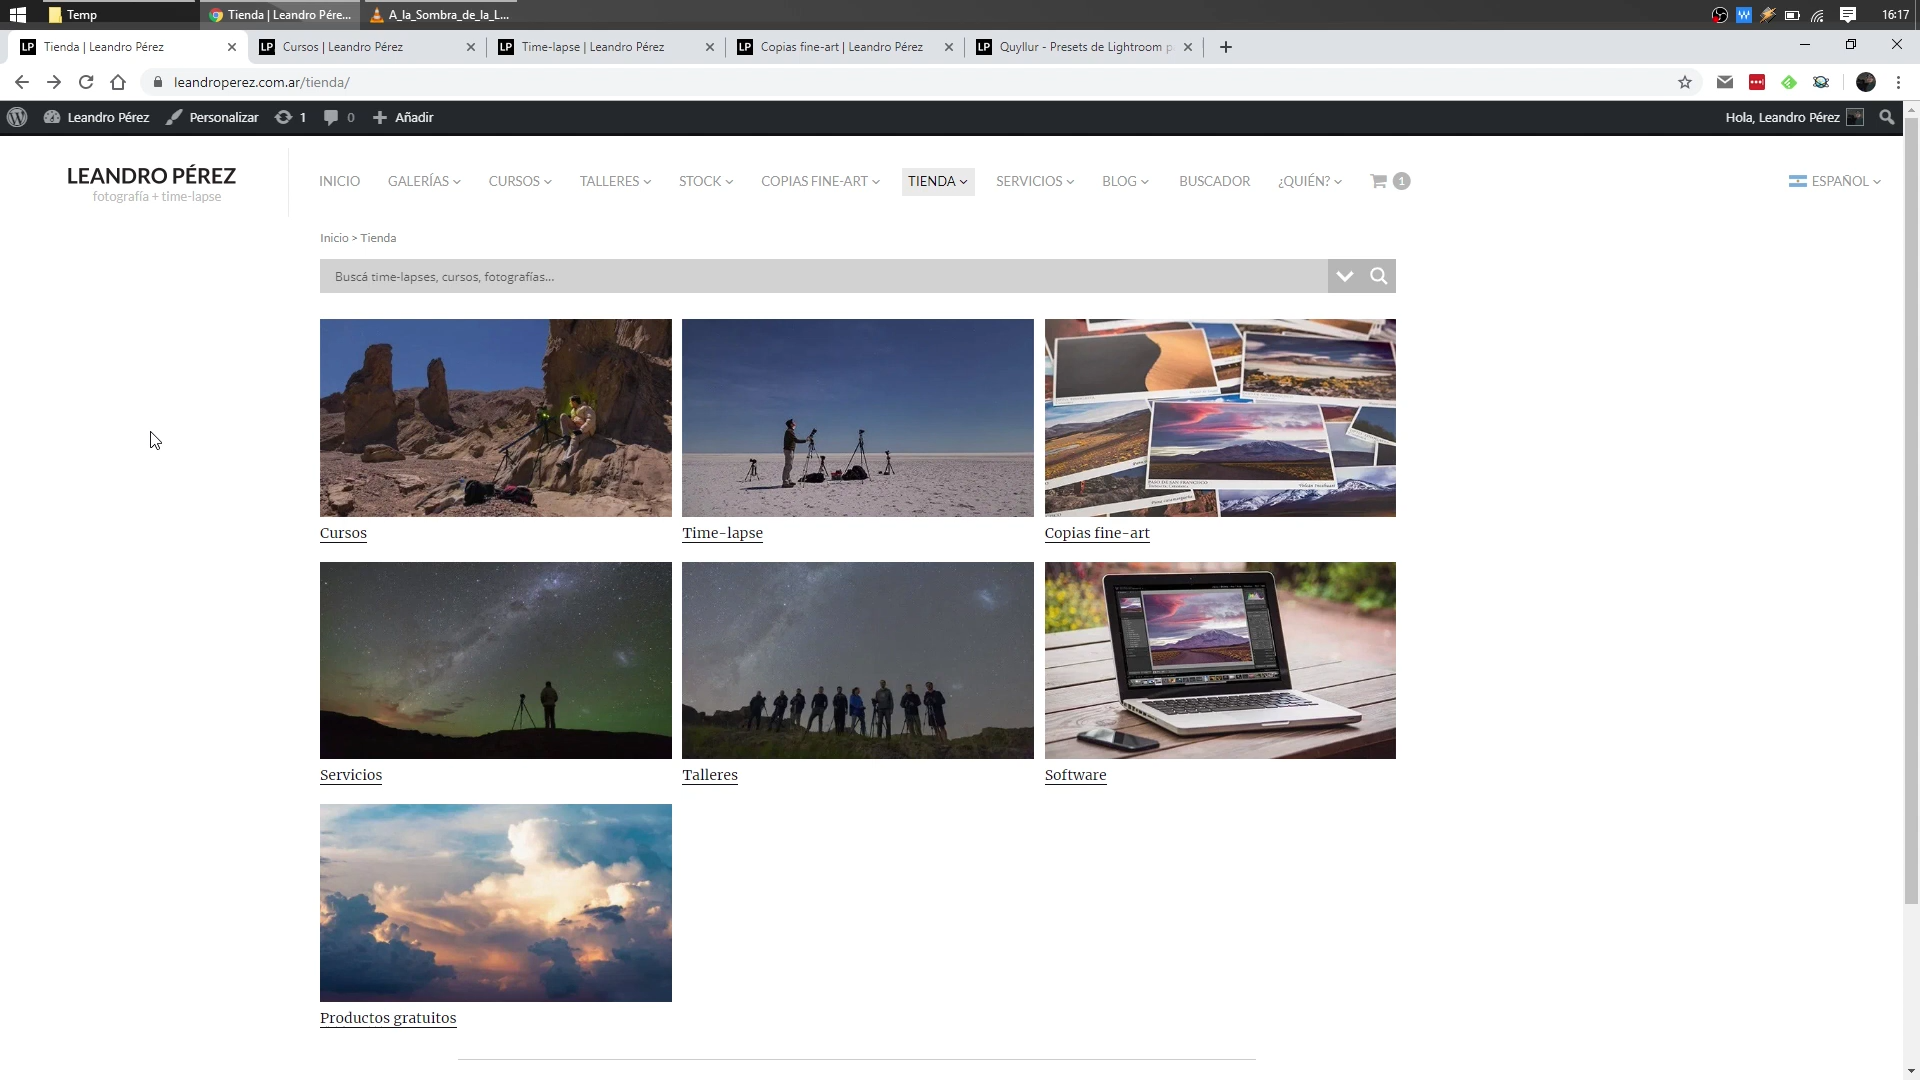 Temp
Tienda | Leandro Pére...
A_la_Sombra_de_la_L...
16:17
Tienda | Leandro Pérez
Cursos | Leandro Pérez
Time-lapse | Leandro Pérez
Copias fine-art | Leandro Pérez
Quyllur - Presets de Lightroom p
leandroperez.com.ar/tienda/
Leandro Pérez
Personalizar
1
0
Añadir
Hola, Leandro Pérez
LEANDRO PÉREZ
fotografía + time-lapse
INICIO
GALERÍAS
CURSOS
TALLERES
STOCK
COPIAS FINE-ART
TIENDA
SERVICIOS
BLOG
BUSCADOR
¿QUIÉN?
1
ESPAÑOL
Inicio > Tienda
Buscá time-lapses, cursos, fotografías...
Cursos
Time-lapse
Copias fine-art
Servicios
Talleres
Software
Productos gratuitos